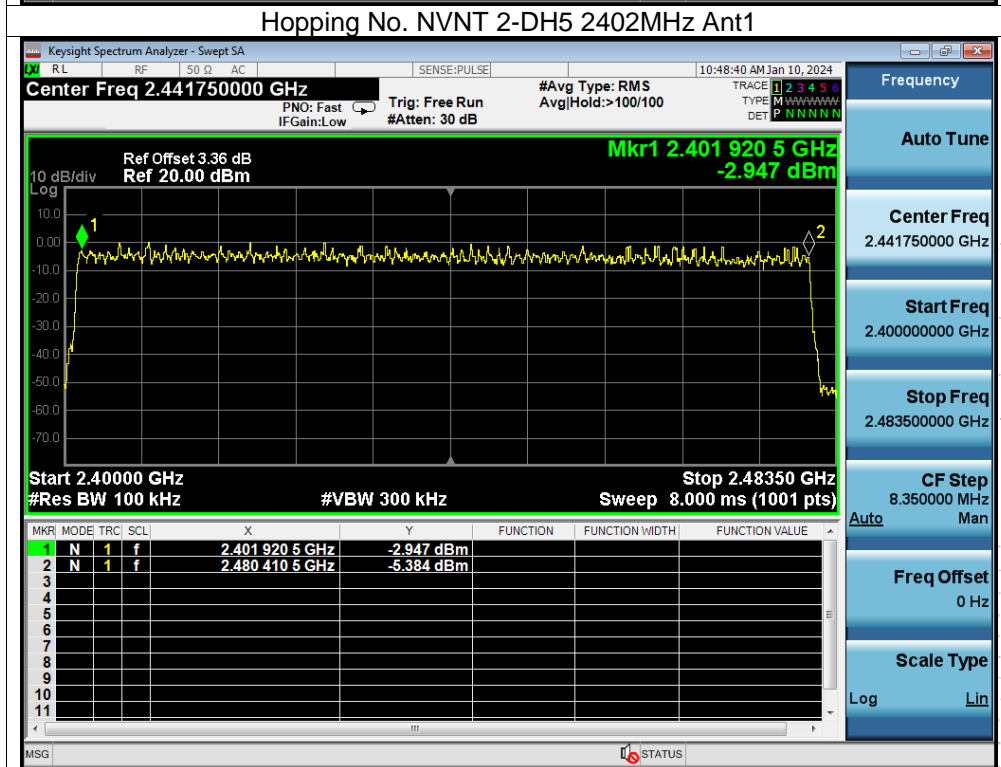 Hopping No. NVNT 2-DH5 2402MHz Ant1
Keysight Spectrum Analyzer - Swept SA
LXI RL RF 50 Ω AC SENSE:PULSE 10:48:40 AM Jan 10, 2024
Center Freq 2.441750000 GHz
PNO: Fast
IFGain:Low
Trig: Free Run
#Atten: 30 dB
#Avg Type: RMS
Avg|Hold:>100/100
TRACE 1 2 3 4 5 6
TYPE M W W W W W
DET P N N N N N
Mkr1 2.401 920 5 GHz
-2.947 dBm
Ref Offset 3.36 dB
10 dB/div Ref 20.00 dBm
Log
10.0
0.00
-10.0
-20.0
-30.0
-40.0
-50.0
-60.0
-70.0
1
2
Start 2.40000 GHz Stop 2.48350 GHz
#Res BW 100 kHz #VBW 300 kHz Sweep 8.000 ms (1001 pts)
MKR MODE TRC SCL X Y FUNCTION FUNCTION WIDTH FUNCTION VALUE
1 N 1 f 2.401 920 5 GHz -2.947 dBm
2 N 1 f 2.480 410 5 GHz -5.384 dBm
3
4
5
6
7
8
9
10
11
MSG STATUS
Frequency
Auto Tune
Center Freq
2.441750000 GHz
Start Freq
2.400000000 GHz
Stop Freq
2.483500000 GHz
CF Step
8.350000 MHz
Auto Man
Freq Offset
0 Hz
Scale Type
Log Lin